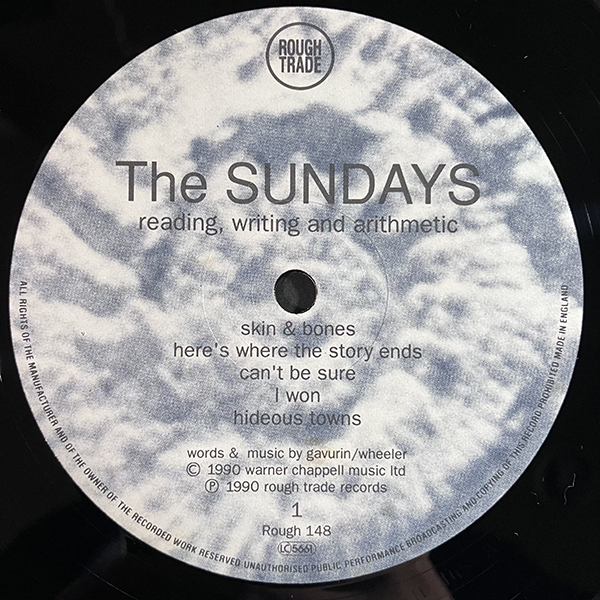 ROUGH
TRADE
The SUNDAYS
reading, writing and arithmetic
skin & bones
here's where the story ends
can't be sure
I won
hideous towns
words & music by gavurin/wheeler
© 1990 warner chappell music ltd
℗ 1990 rough trade records
1
Rough 148
LC 5661
ALL RIGHTS OF THE MANUFACTURER AND OF THE OWNER OF THE RECORDED WORK RESERVED UNAUTHORISED PUBLIC PERFORMANCE BROADCASTING AND COPYING OF THIS RECORD PROHIBITED MADE IN ENGLAND